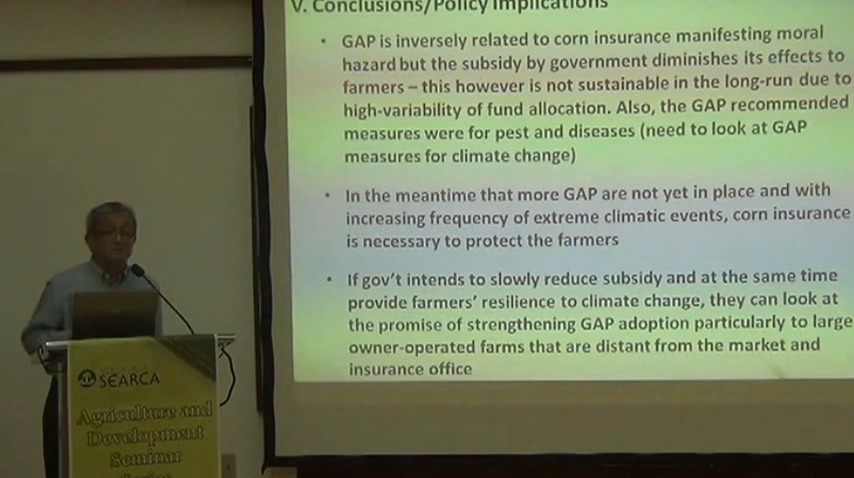 V. Conclusions/Policy Implications
• GAP is inversely related to corn insurance manifesting moral
hazard but the subsidy by government diminishes its effects to
farmers – this however is not sustainable in the long-run due to
high-variability of fund allocation. Also, the GAP recommended
measures were for pest and diseases (need to look at GAP
measures for climate change)
• In the meantime that more GAP are not yet in place and with
increasing frequency of extreme climatic events, corn insurance
is necessary to protect the farmers
• If gov't intends to slowly reduce subsidy and at the same time
provide farmers' resilience to climate change, they can look at
the promise of strengthening GAP adoption particularly to large
owner-operated farms that are distant from the market and
insurance office
SEARCA
Agriculture and
Development
Seminar
Series